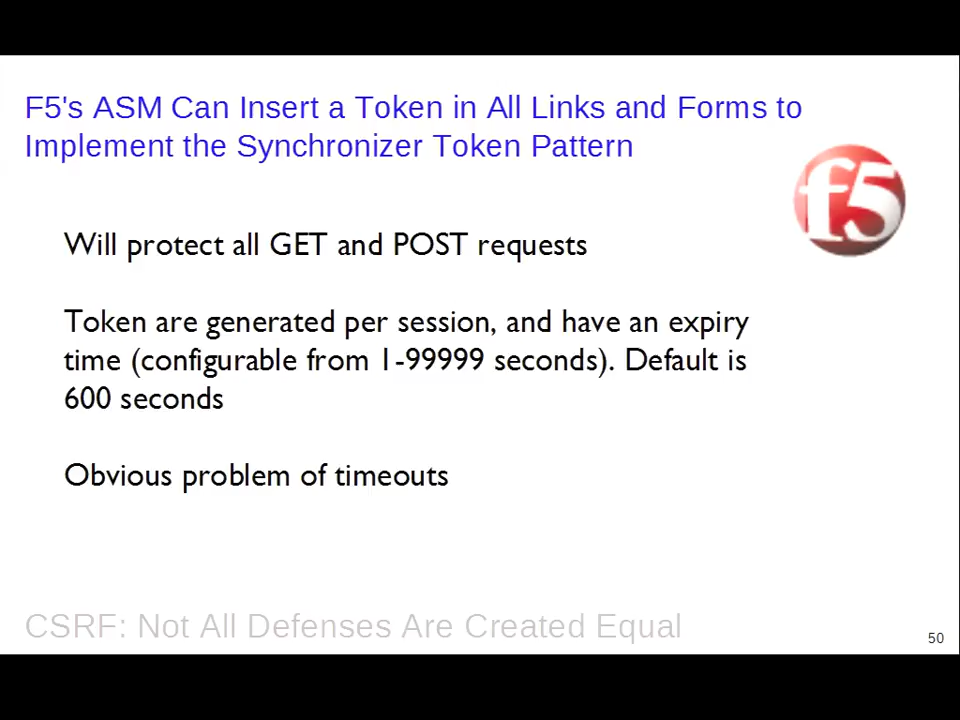 F5's ASM Can Insert a Token in All Links and Forms to
Implement the Synchronizer Token Pattern
f5
Will protect all GET and POST requests
Token are generated per session, and have an expiry
time (configurable from 1-99999 seconds). Default is
600 seconds
Obvious problem of timeouts
CSRF: Not All Defenses Are Created Equal
50